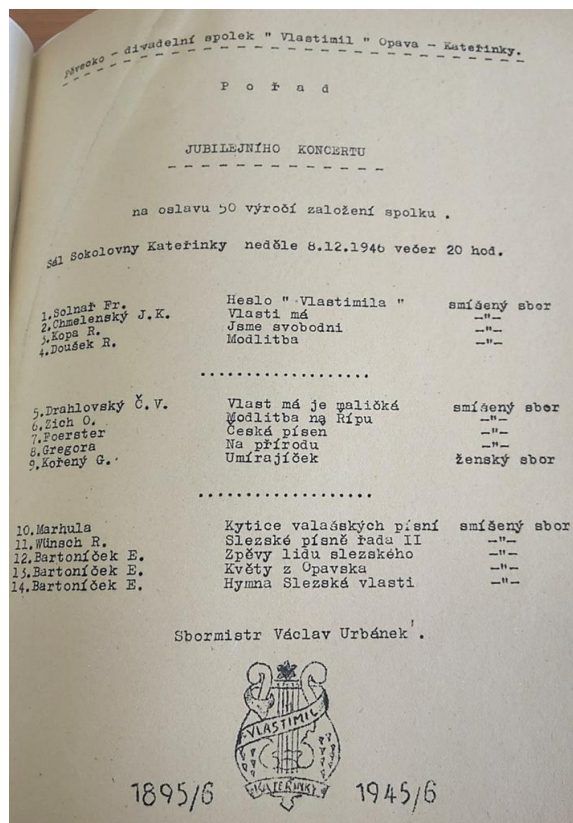 Pěvecko - divadelní spolek " Vlastimil " Opava - Kateřinky.
P o ř a d
JUBILEJNÍHO KONCERTU
na oslavu 50 výročí založení spolku .
Sál Sokolovny Kateřinky neděle 8.12.1946 večer 20 hod.
1.Solnař Fr. Heslo " Vlastimila " smíšený sbor
2.Chmelenský J.K. Vlasti má –"–
3.Kopa R. Jsme svobodni –"–
4.Doušek R. Modlitba –"–
..................
5.Drahlovský Č.V. Vlast má je maličká smíšený sbor
6.Zich O. Modlitba na Řípu –"–
7.Foerster Česká píseň –"–
8.Gregora Na přírodu –"–
9.Kořený G. Umírajíček ženský sbor
..................
10.Marhula Kytice valašských písní smíšený sbor
11.Wünsch R. Slezské písně řada II –"–
12.Bartoníček E. Zpěvy lidu slezského –"–
13.Bartoníček E. Květy z Opavska –"–
14.Bartoníček E. Hymna Slezská vlasti –"–
Sbormistr Václav Urbánek .
VLASTIMIL
KATEŘINKY
1895/6 1945/6